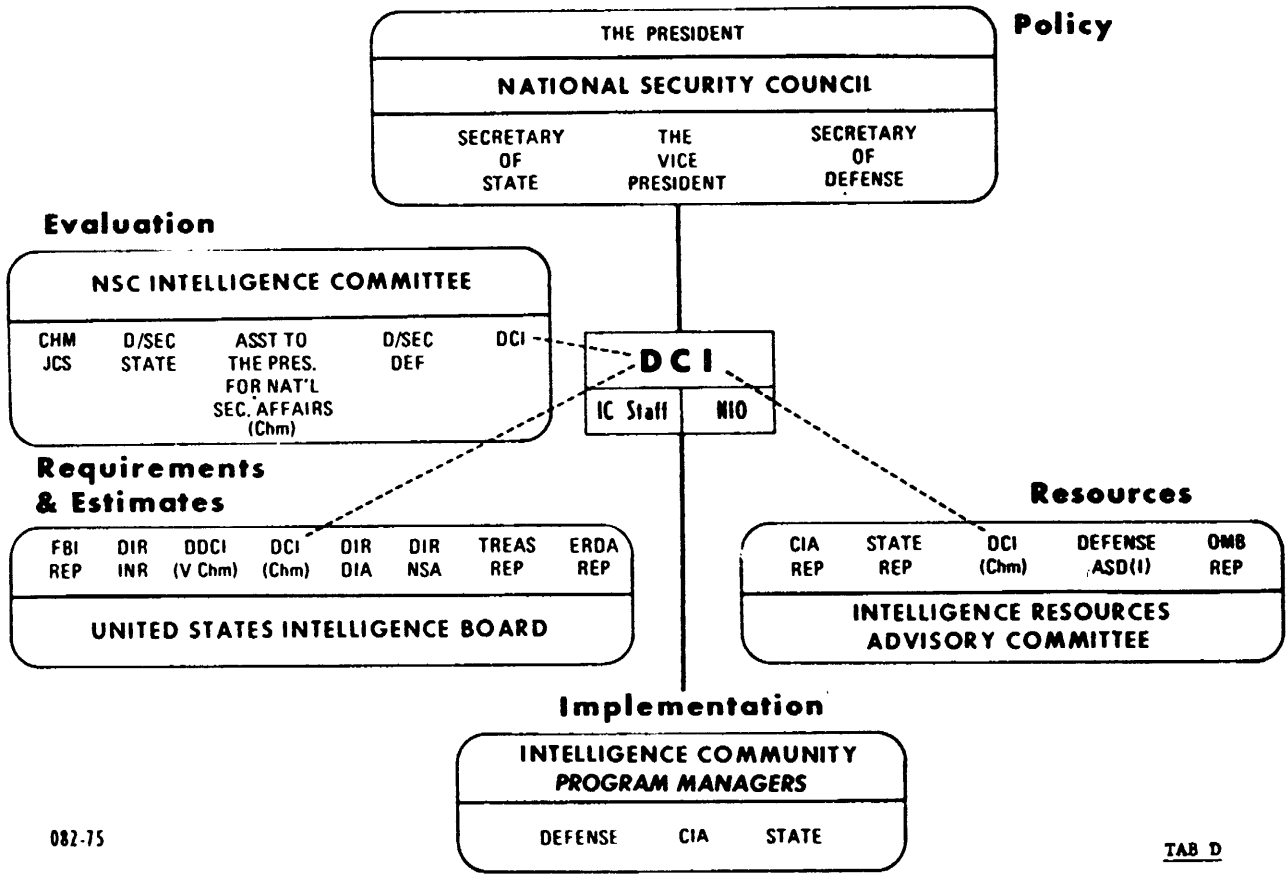 Policy
THE PRESIDENT
NATIONAL SECURITY COUNCIL
SECRETARY
OF
STATE
THE
VICE
PRESIDENT
SECRETARY
OF
DEFENSE
Evaluation
NSC INTELLIGENCE COMMITTEE
CHM
JCS
D/SEC
STATE
ASST TO
THE PRES.
FOR NAT'L
SEC. AFFAIRS
(Chm)
D/SEC
DEF
DCI
DCI
IC Staff
NIO
Requirements
& Estimates
FBI
REP
DIR
INR
DDCI
(V Chm)
DCI
(Chm)
DIR
DIA
DIR
NSA
TREAS
REP
ERDA
REP
UNITED STATES INTELLIGENCE BOARD
Resources
CIA
REP
STATE
REP
DCI
(Chm)
DEFENSE
ASD(I)
OMB
REP
INTELLIGENCE RESOURCES
ADVISORY COMMITTEE
Implementation
INTELLIGENCE COMMUNITY
PROGRAM MANAGERS
DEFENSE
CIA
STATE
082-75
TAB D